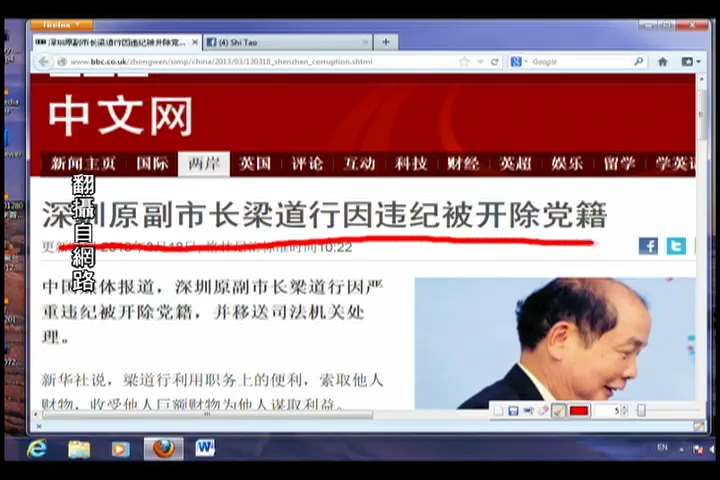 Firefox
深圳原副市长梁道行因违纪被开除党...
(4) Shi Tao
www.bbc.co.uk/zhongwen/simp/china/2013/03/130318_shenzhen_corruption.shtml
Google
中文网
新闻主页 国际 两岸 英国 评论 互动 科技 财经 英超 娱乐 留学 学英语
翻攝自網路
深圳原副市长梁道行因违纪被开除党籍
10:22
中国媒体报道，深圳原副市长梁道行因严
重违纪被开除党籍，并移送司法机关处
理。
新华社说，梁道行利用职务上的便利，索取他人
财物，收受他人巨额财物为他人谋取利益。
5
EN